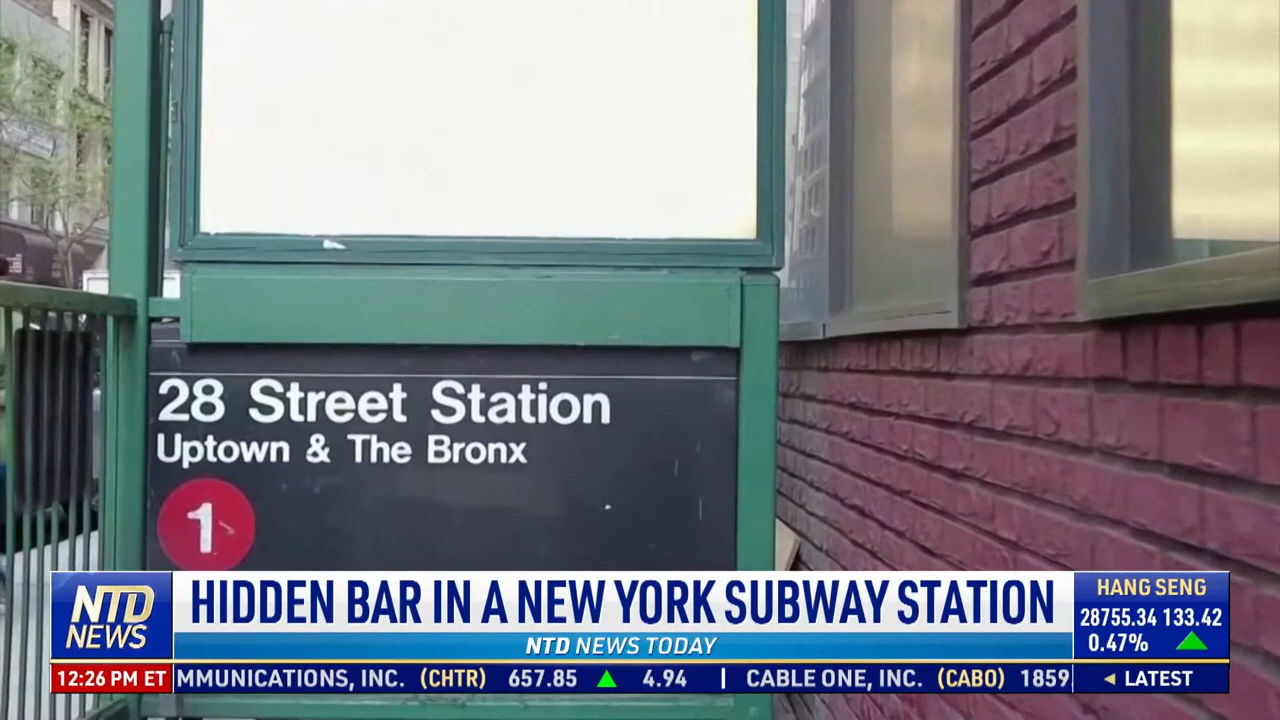 28 Street Station
Uptown & The Bronx
1
NTD
NEWS
HIDDEN BAR IN A NEW YORK SUBWAY STATION
NTD NEWS TODAY
HANG SENG
28755.34 133.42
0.47%
12:26 PM ET
MMUNICATIONS, INC. (CHTR) 657.85 4.94 | CABLE ONE, INC. (CABO) 1859
LATEST